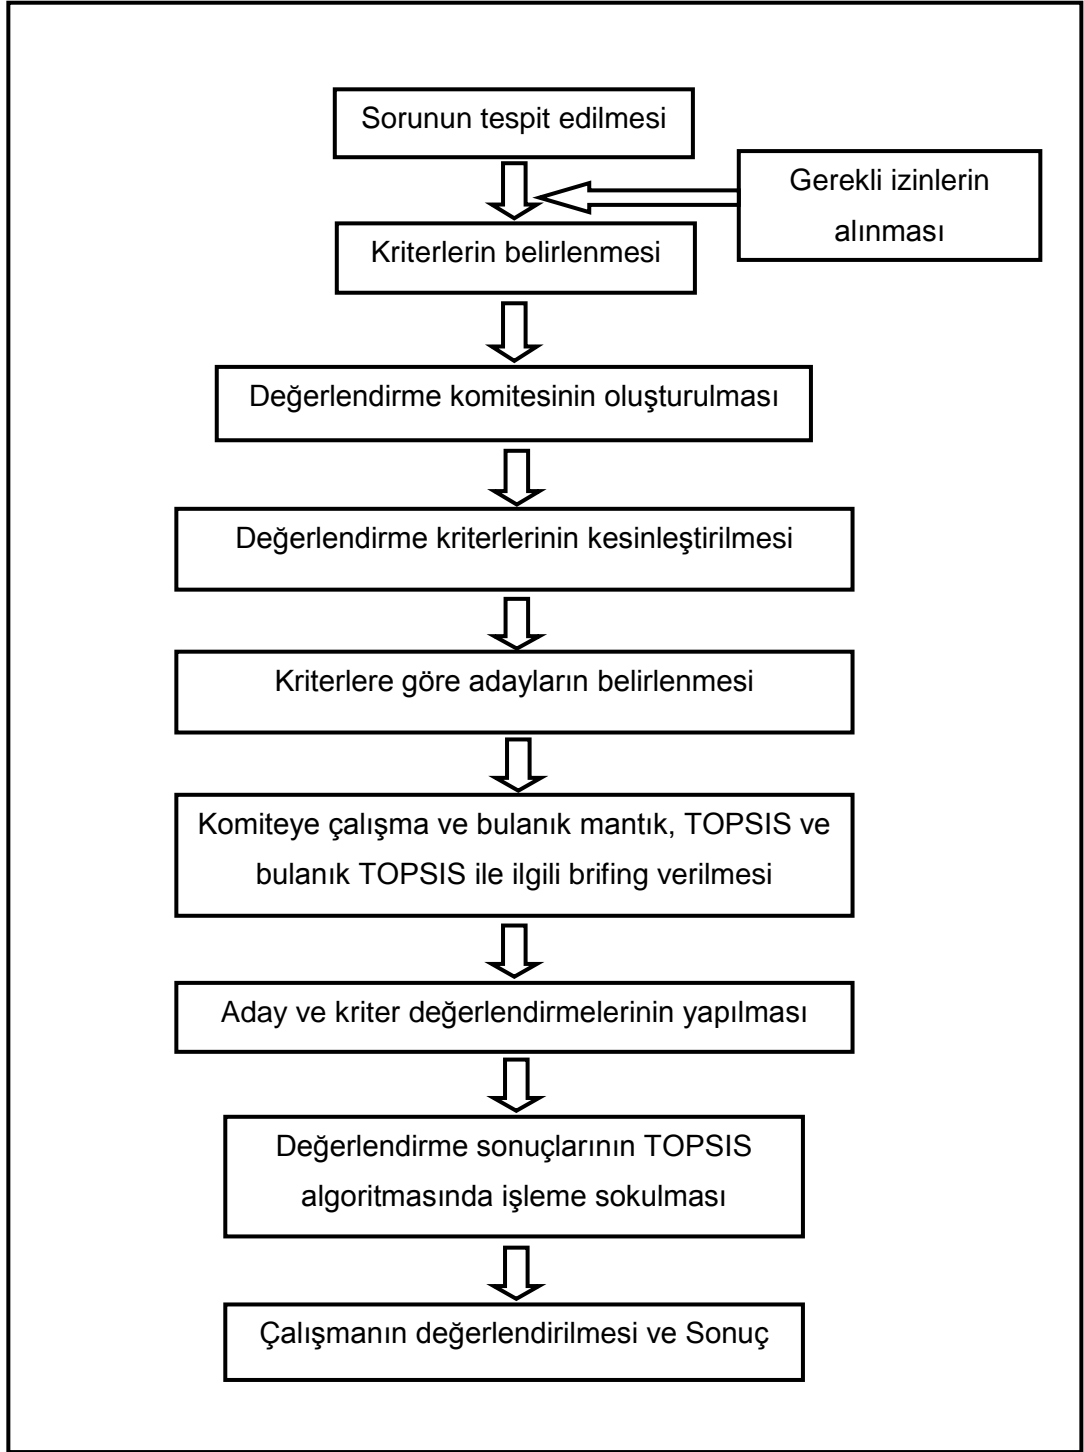 Sorunun tespit edilmesi
Gerekli izinlerin
alınması
Kriterlerin belirlenmesi
Değerlendirme komitesinin oluşturulması
Değerlendirme kriterlerinin kesinleştirilmesi
Kriterlere göre adayların belirlenmesi
Komiteye çalışma ve bulanık mantık, TOPSIS ve
bulanık TOPSIS ile ilgili brifing verilmesi
Aday ve kriter değerlendirmelerinin yapılması
Değerlendirme sonuçlarının TOPSIS
algoritmasında işleme sokulması
Çalışmanın değerlendirilmesi ve Sonuç